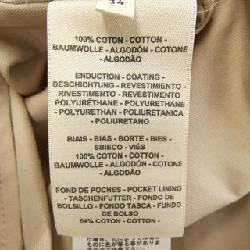 42
100% COTON - COTTON -
BAUMWOLLE - ALGODÓN - COTONE
- ALGODÃO
ENDUCTION - COATING -
BESCHICHTUNG - REVESTIMIENTO -
RIVESTIMENTO - REVESTIMENTO
POLYURÉTHANE - POLYURETHANE
- POLYURETHAN - POLIURETANICA
- POLIURETANO
BIAIS - BIAS - BORTE - BIES -
SBIECO - VIÉS
100% COTON - COTTON -
BAUMWOLLE - ALGODÓN - COTONE
- ALGODÃO
FOND DE POCHES - POCKET LINING
- TASCHENFUTTER - FONDO DE
BOLSILLO - FONDO TASCA - FUNDO
DE BOLSO
COTON - COTTON -